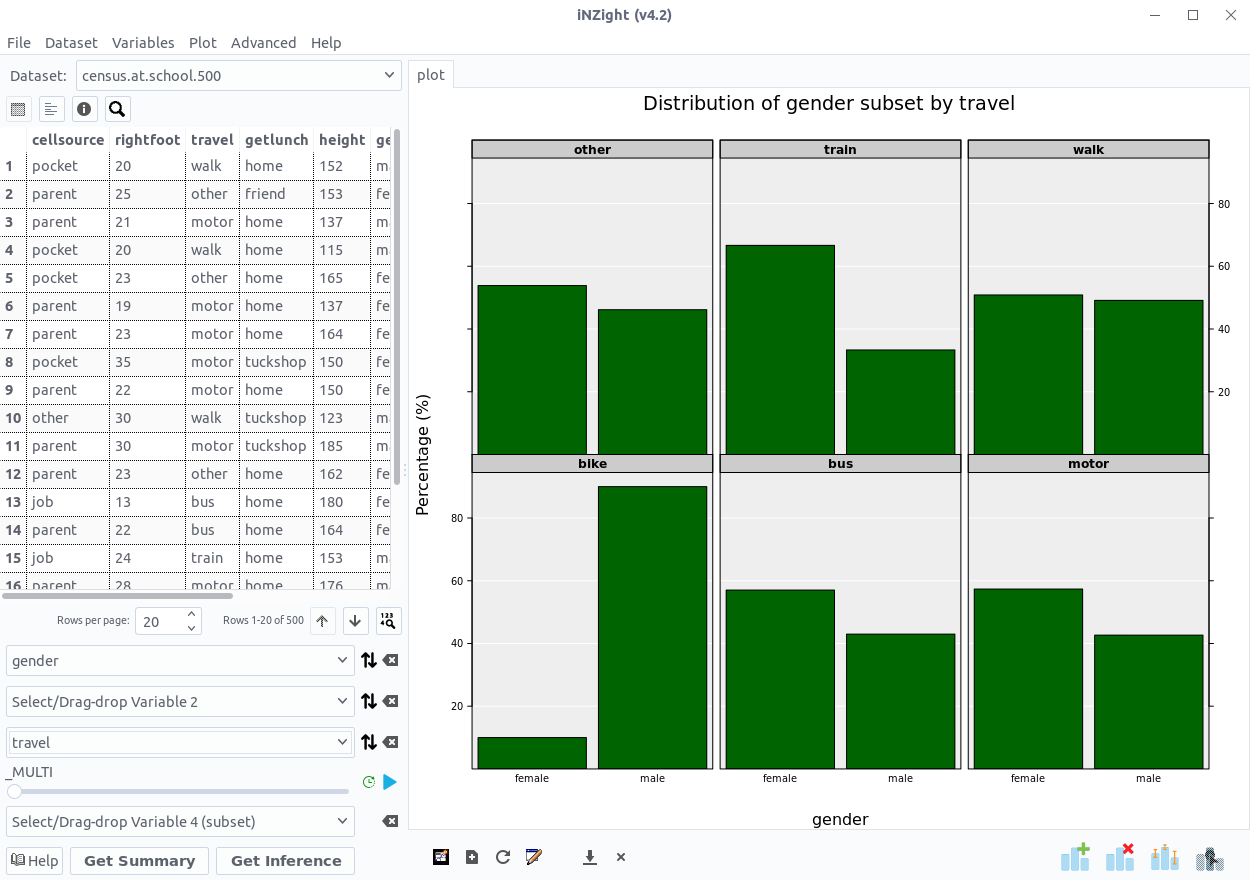 iNZight (v4.2)
File Dataset Variables Plot Advanced Help
Dataset: census.at.school.500
cellsource rightfoot travel getlunch height ge
1 pocket 20 walk home 152 m
2 parent 25 other friend 153 fe
3 parent 21 motor home 137 m
4 pocket 20 walk home 115 m
5 pocket 23 other home 165 fe
6 parent 19 motor home 137 m
7 parent 23 motor home 164 fe
8 pocket 35 motor tuckshop 150 fe
9 parent 22 motor home 150 fe
10 other 30 walk tuckshop 123 m
11 parent 30 motor tuckshop 185 m
12 parent 23 other home 162 fe
13 job 13 bus home 180 fe
14 parent 22 bus home 164 fe
15 job 24 train home 153 m
16 parent 28 motor home 176 m
Rows per page: 20 Rows 1-20 of 500
gender
Select/Drag-drop Variable 2
travel
_MULTI
Select/Drag-drop Variable 4 (subset)
Help Get Summary Get Inference
plot
Distribution of gender subset by travel
other train walk
80
60
40
20
bike bus motor
80
60
40
20
Percentage (%)
female male female male female male
gender